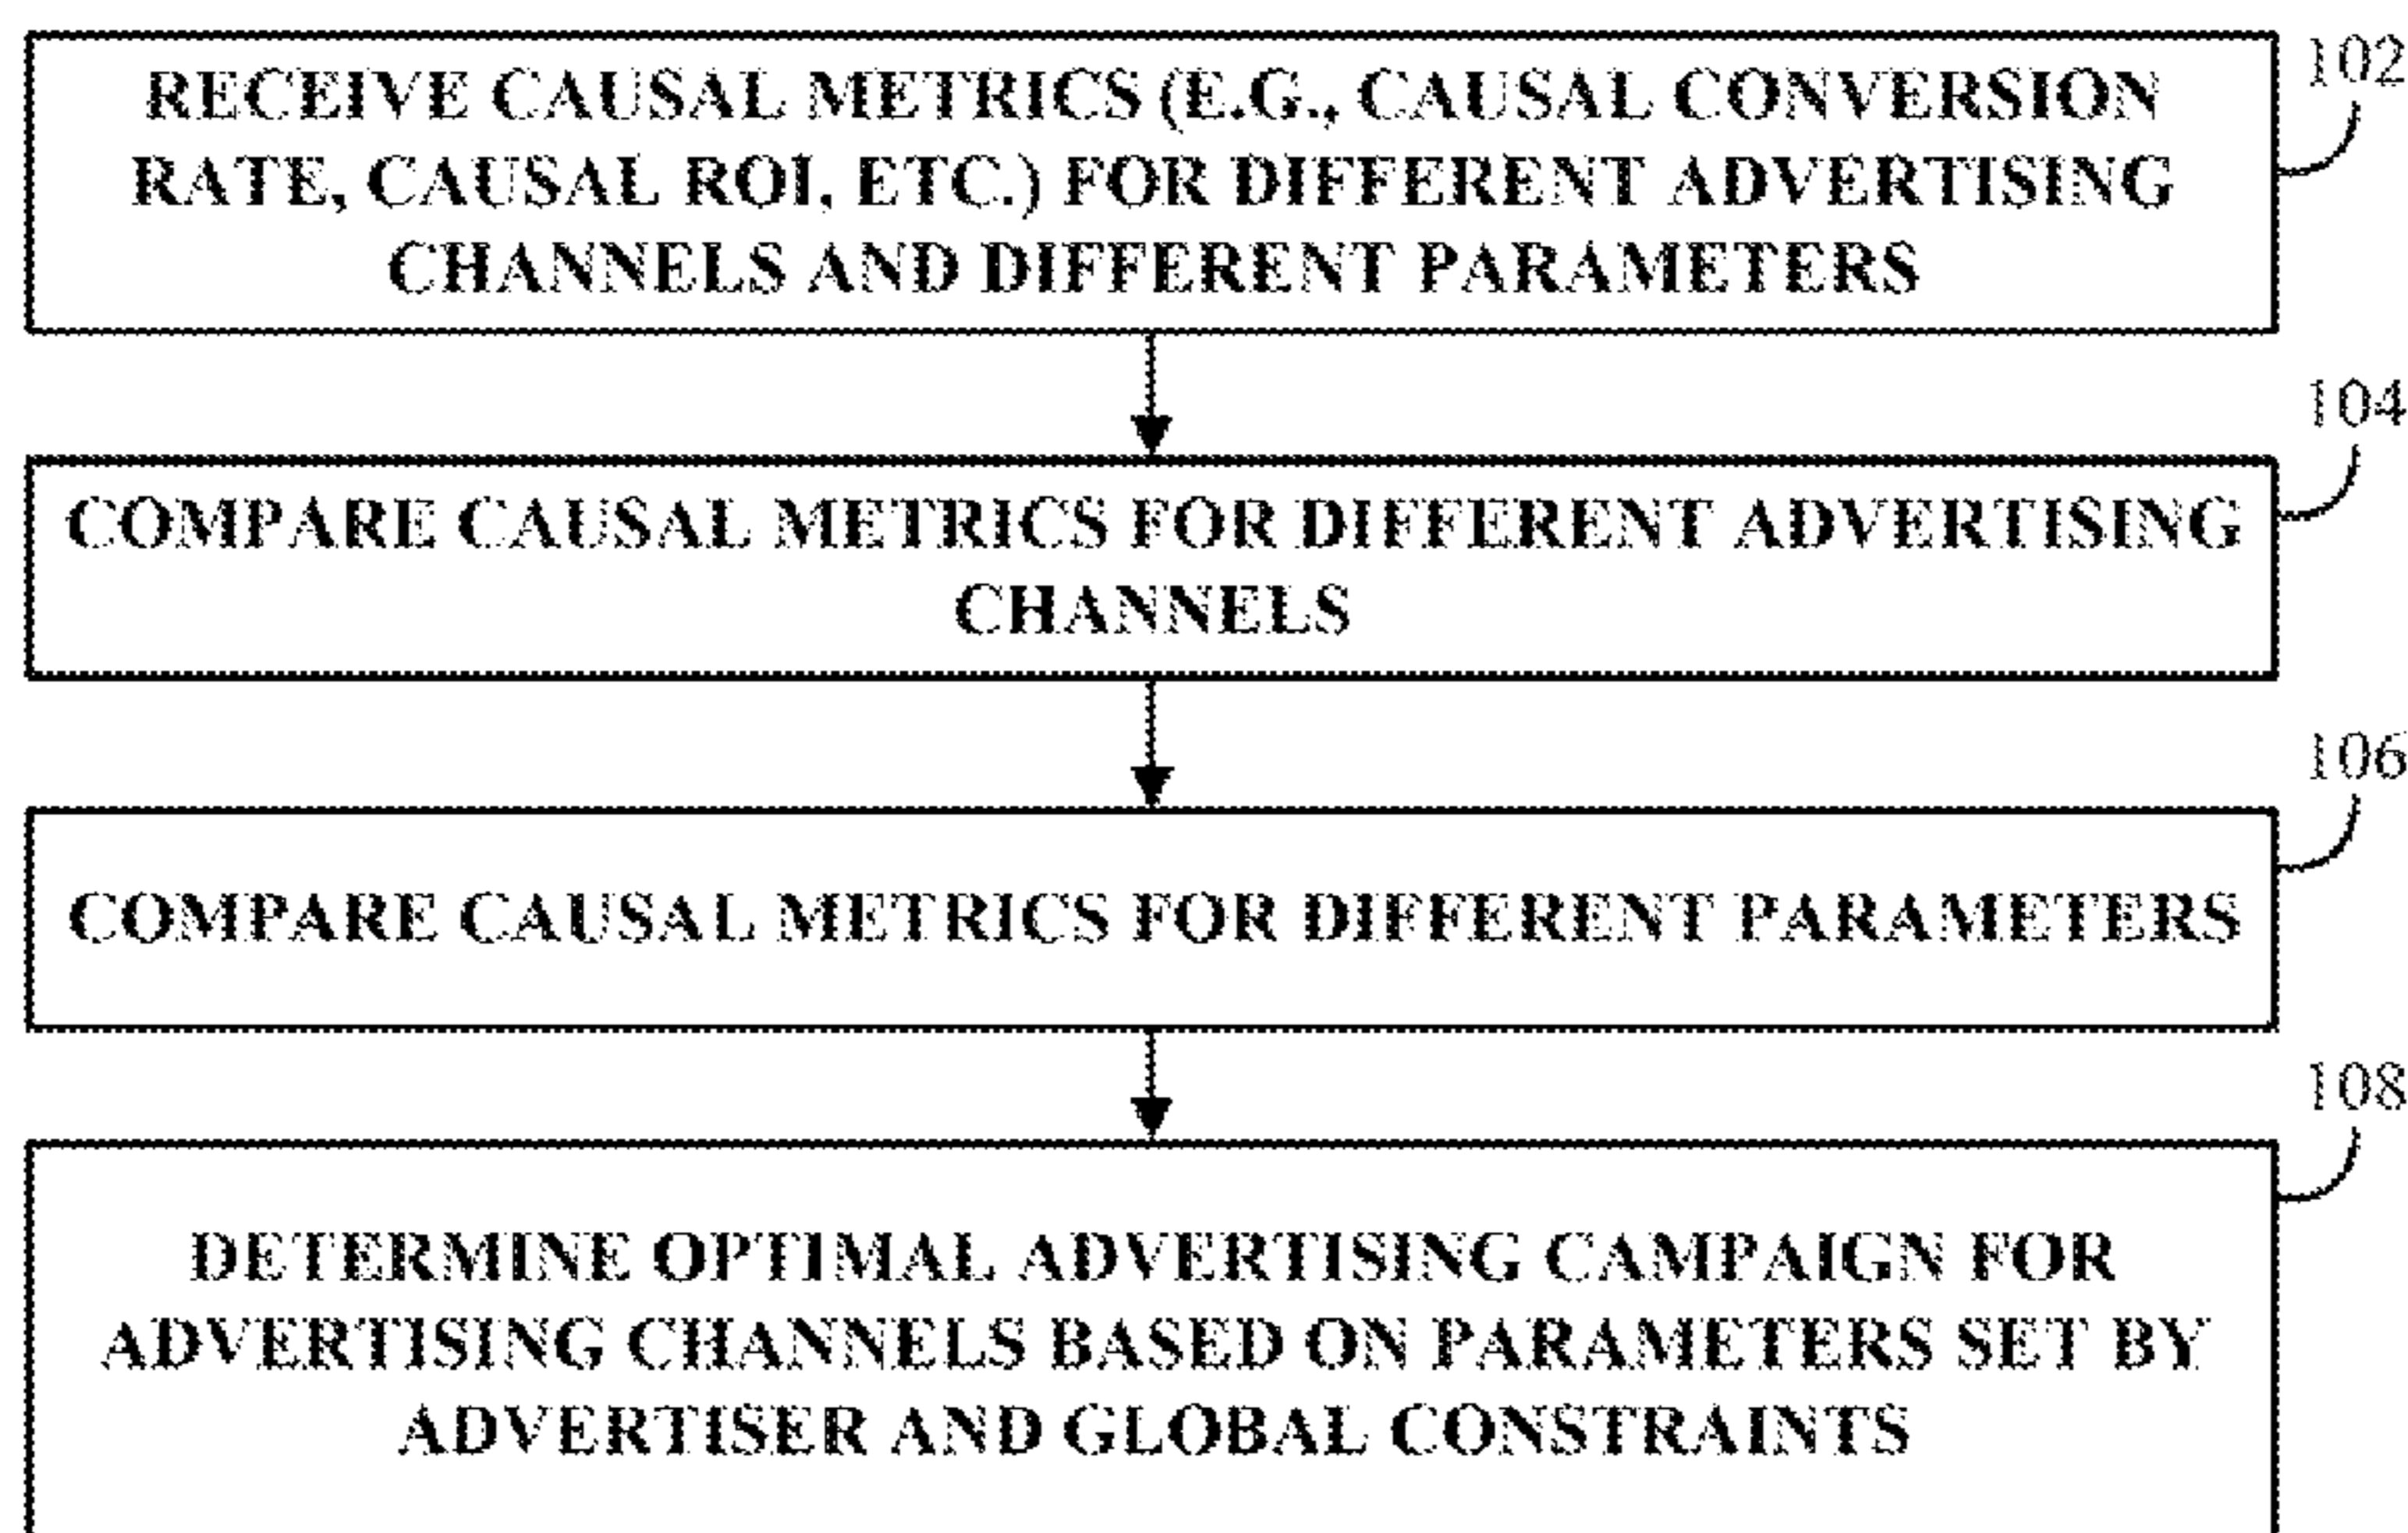 RECEIVE CAUSAL METRICS (E.G., CAUSAL CONVERSION
RATE, CAUSAL ROI, ETC.) FOR DIFFERENT ADVERTISING
CHANNELS AND DIFFERENT PARAMETERS
102
COMPARE CAUSAL METRICS FOR DIFFERENT ADVERTISING
CHANNELS
104
COMPARE CAUSAL METRICS FOR DIFFERENT PARAMETERS
106
DETERMINE OPTIMAL ADVERTISING CAMPAIGN FOR
ADVERTISING CHANNELS BASED ON PARAMETERS SET BY
ADVERTISER AND GLOBAL CONSTRAINTS
108